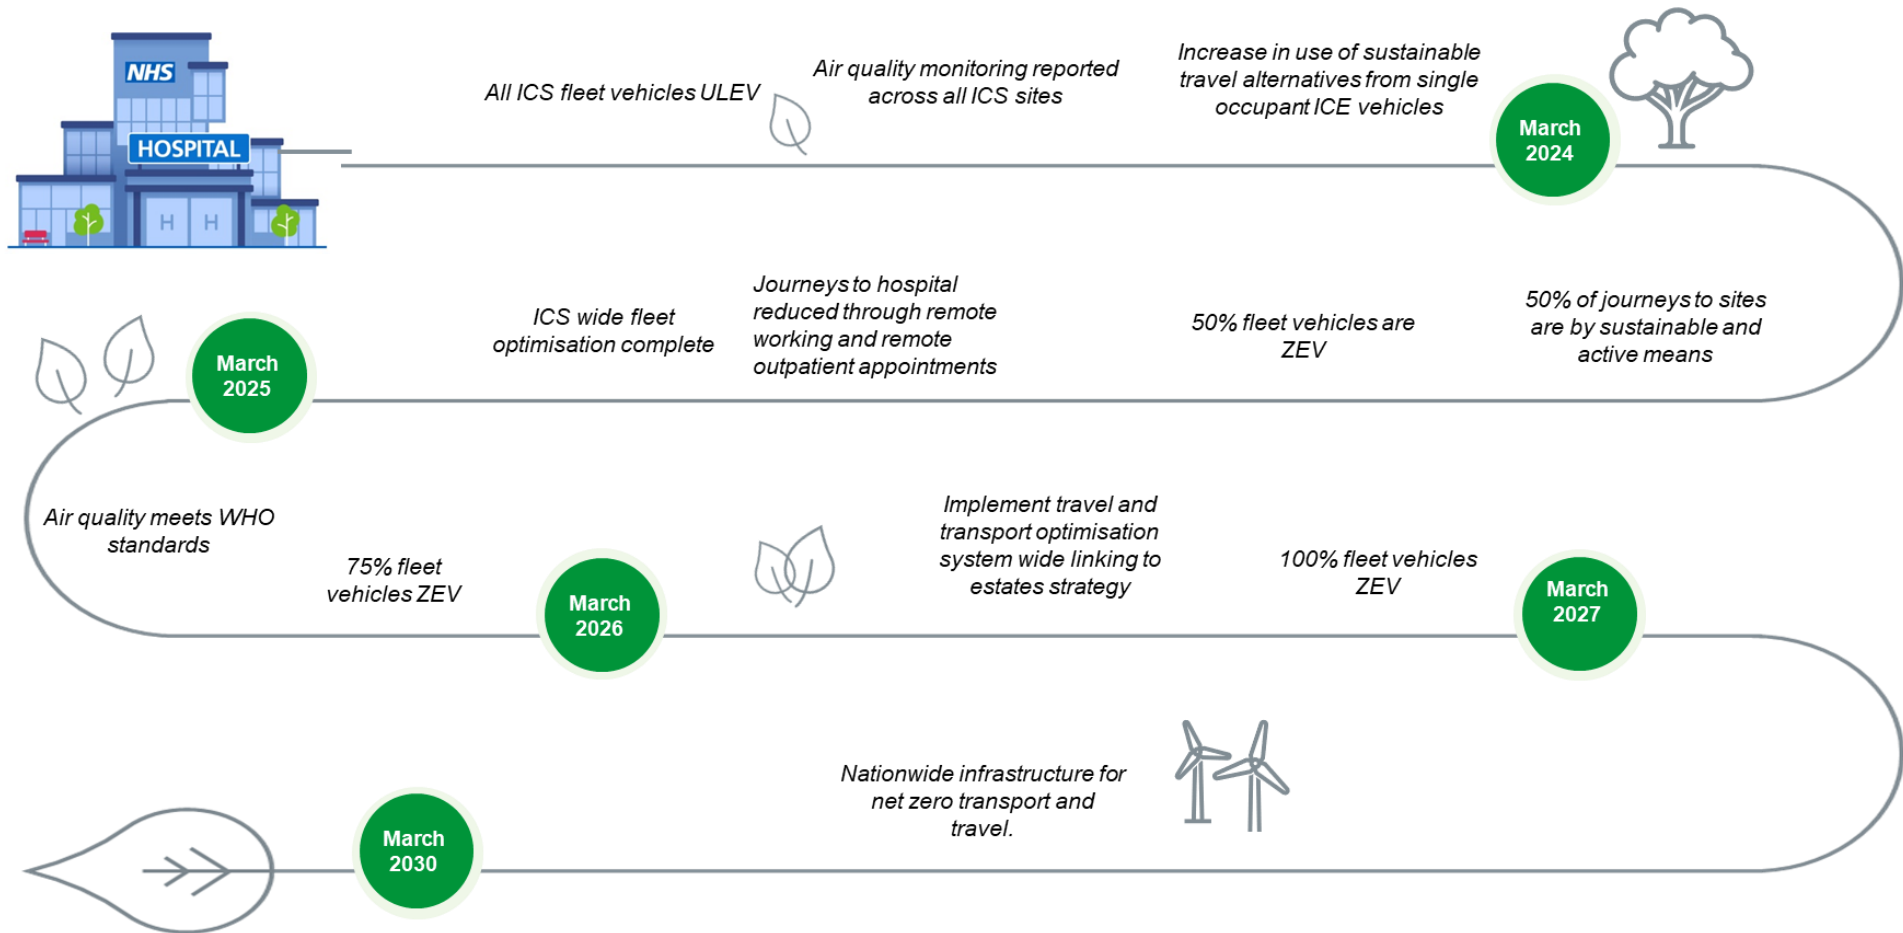 NHS
HOSPITAL
H H
All ICS fleet vehicles ULEV
Air quality monitoring reported
across all ICS sites
Increase in use of sustainable
travel alternatives from single
occupant ICE vehicles
March
2024
50% of journeys to sites
are by sustainable and
active means
50% fleet vehicles are
ZEV
Journeys to hospital
reduced through remote
working and remote
outpatient appointments
ICS wide fleet
optimisation complete
March
2025
Air quality meets WHO
standards
75% fleet
vehicles ZEV
March
2026
Implement travel and
transport optimisation
system wide linking to
estates strategy
100% fleet vehicles
ZEV
March
2027
Nationwide infrastructure for
net zero transport and
travel.
March
2030